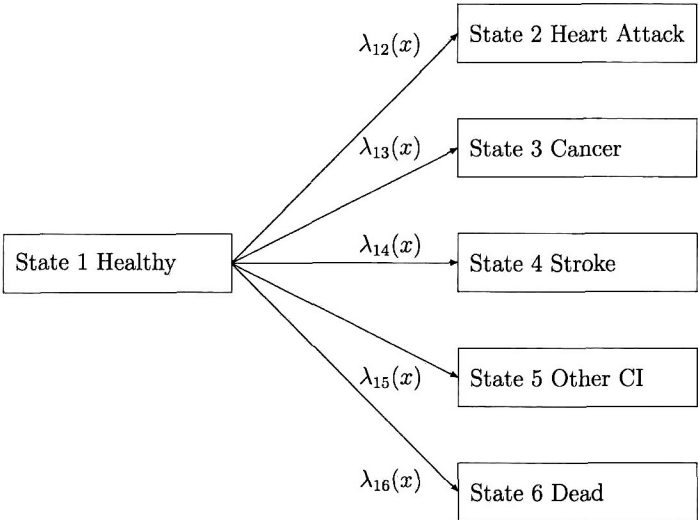 λ₁₂(x)
State 2 Heart Attack
λ₁₃(x)
State 3 Cancer
State 1 Healthy
λ₁₄(x)
State 4 Stroke
λ₁₅(x)
State 5 Other CI
λ₁₆(x)
State 6 Dead